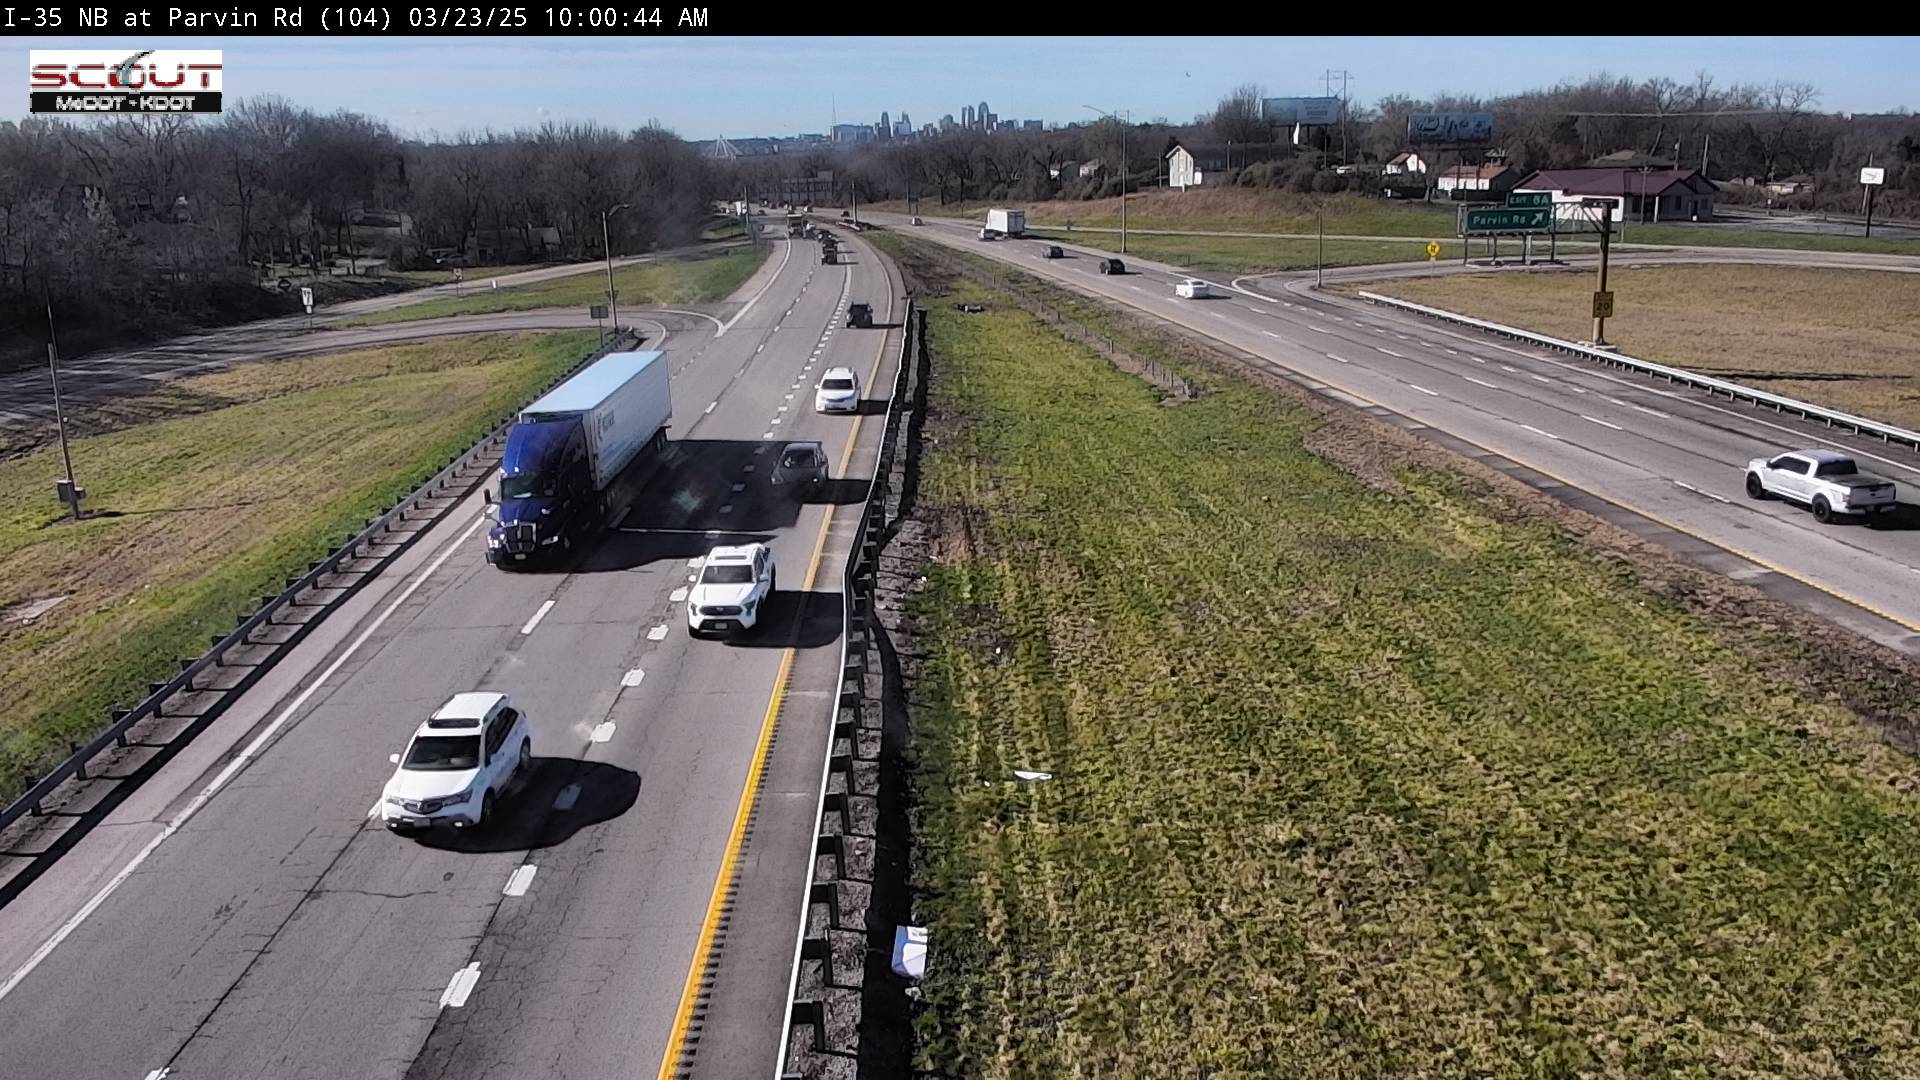 I-35 NB at Parvin Rd (104) 03/23/25 10:00:44 AM
SCOUT
MoDOT - KDOT
EXIT 8A
Parvin Rd
20